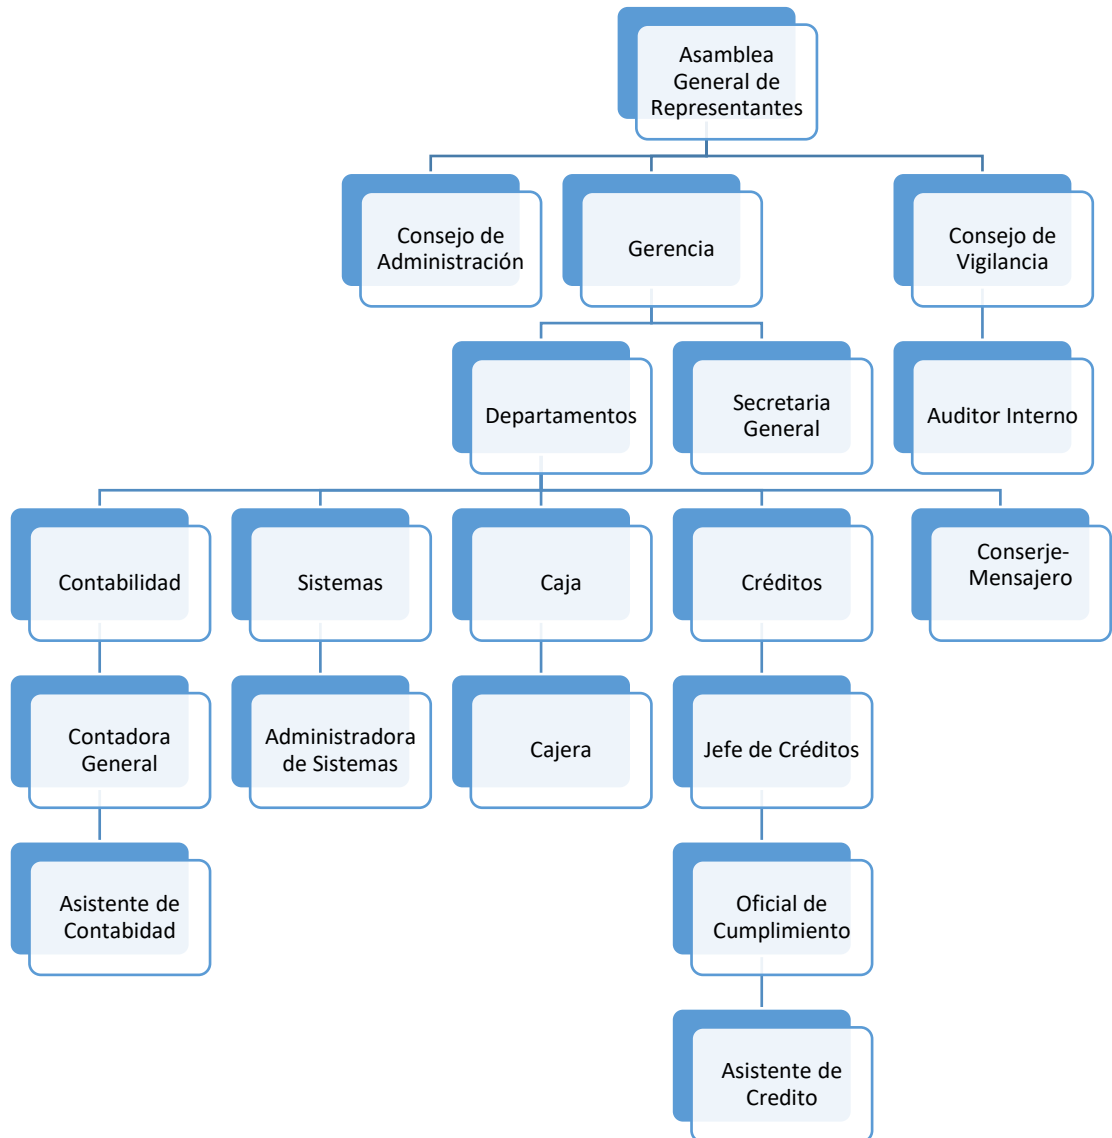 Asamblea
General de
Representantes
Consejo de
Administración
Gerencia
Consejo de
Vigilancia
Departamentos
Secretaria
General
Auditor Interno
Contabilidad
Sistemas
Caja
Créditos
Conserje-
Mensajero
Contadora
General
Administradora
de Sistemas
Cajera
Jefe de Créditos
Asistente de
Contabidad
Oficial de
Cumplimiento
Asistente de
Credito